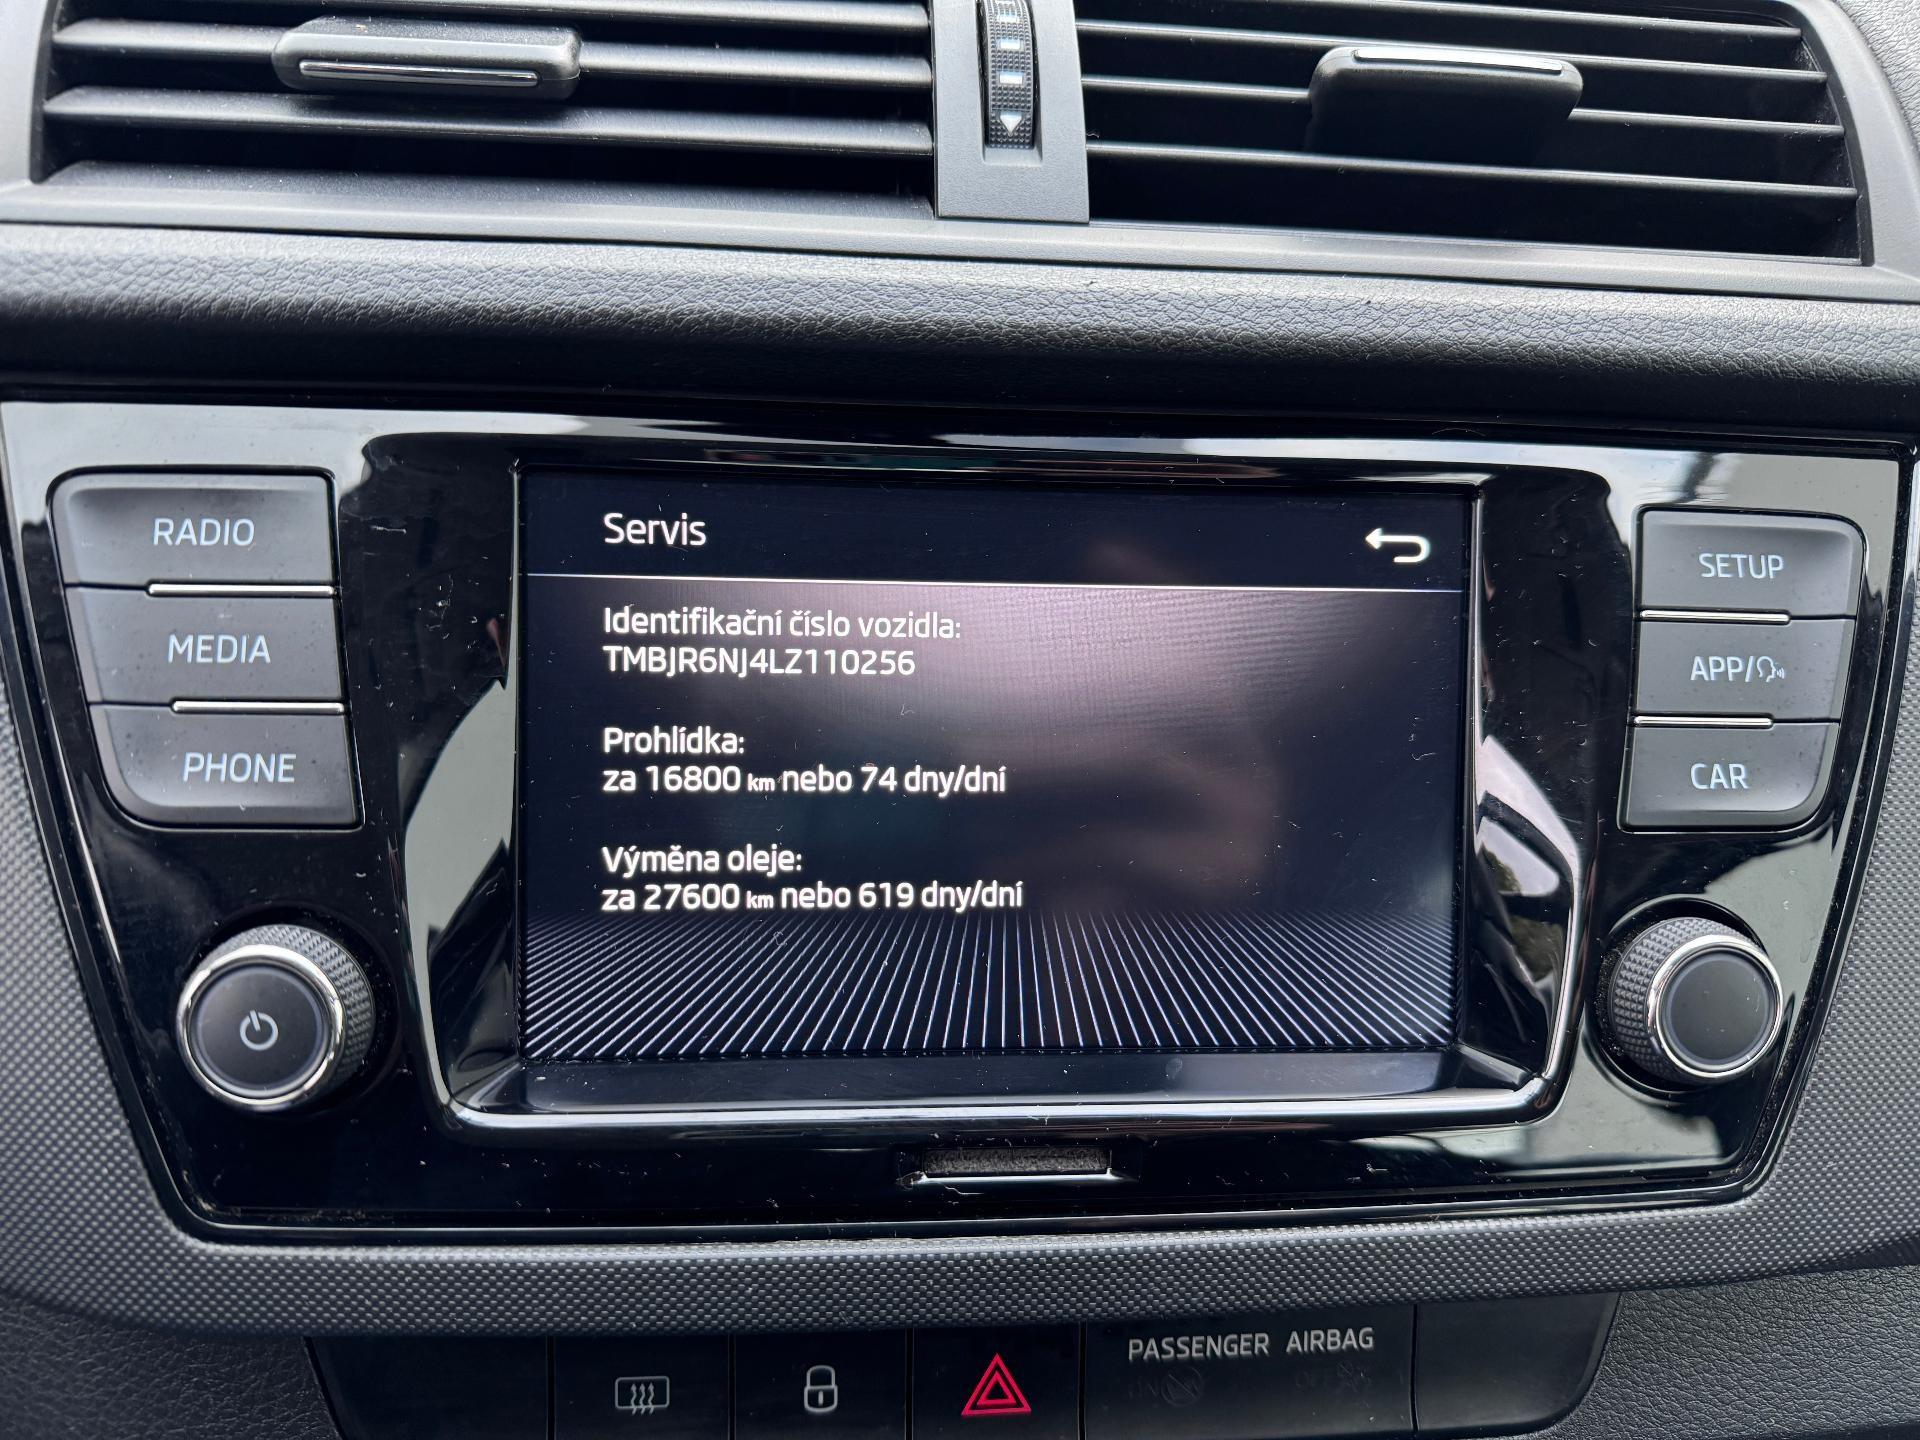 Servis
RADIO
MEDIA
PHONE
Identifikační číslo vozidla:
TMBJR6NJ4LZ110256
Prohlídka:
za 16800 km nebo 74 dny/dní
Výměna oleje:
za 27600 km nebo 619 dny/dní
SETUP
APP/
CAR
PASSENGER AIRBAG